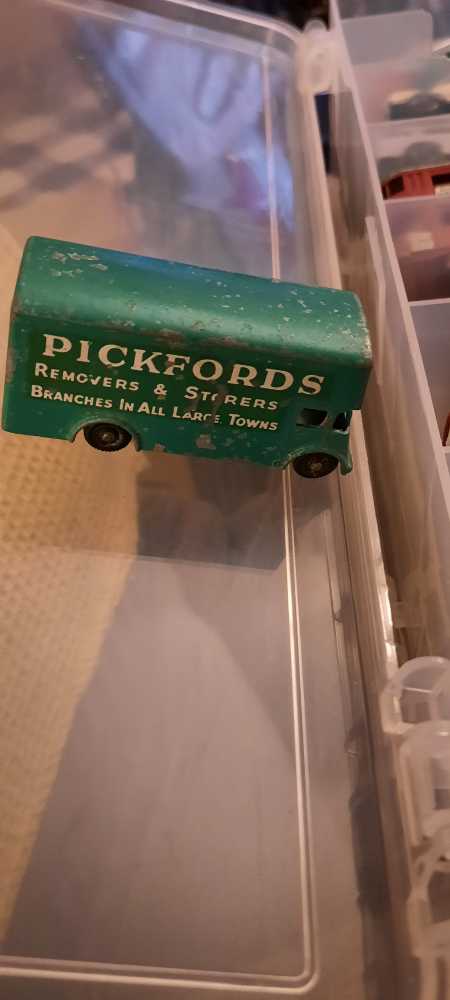 PICKFORDS
REMOVERS & STORERS
BRANCHES IN ALL LARGE TOWNS